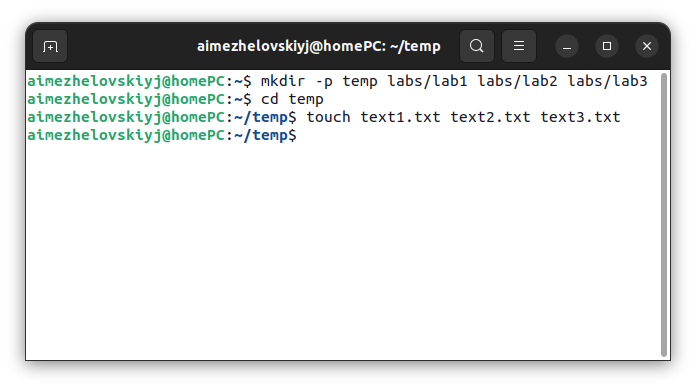 aimezhelovskiyj@homePC: ~/temp
aimezhelovskiyj@homePC:~$ mkdir -p temp labs/lab1 labs/lab2 labs/lab3
aimezhelovskiyj@homePC:~$ cd temp
aimezhelovskiyj@homePC:~/temp$ touch text1.txt text2.txt text3.txt
aimezhelovskiyj@homePC:~/temp$